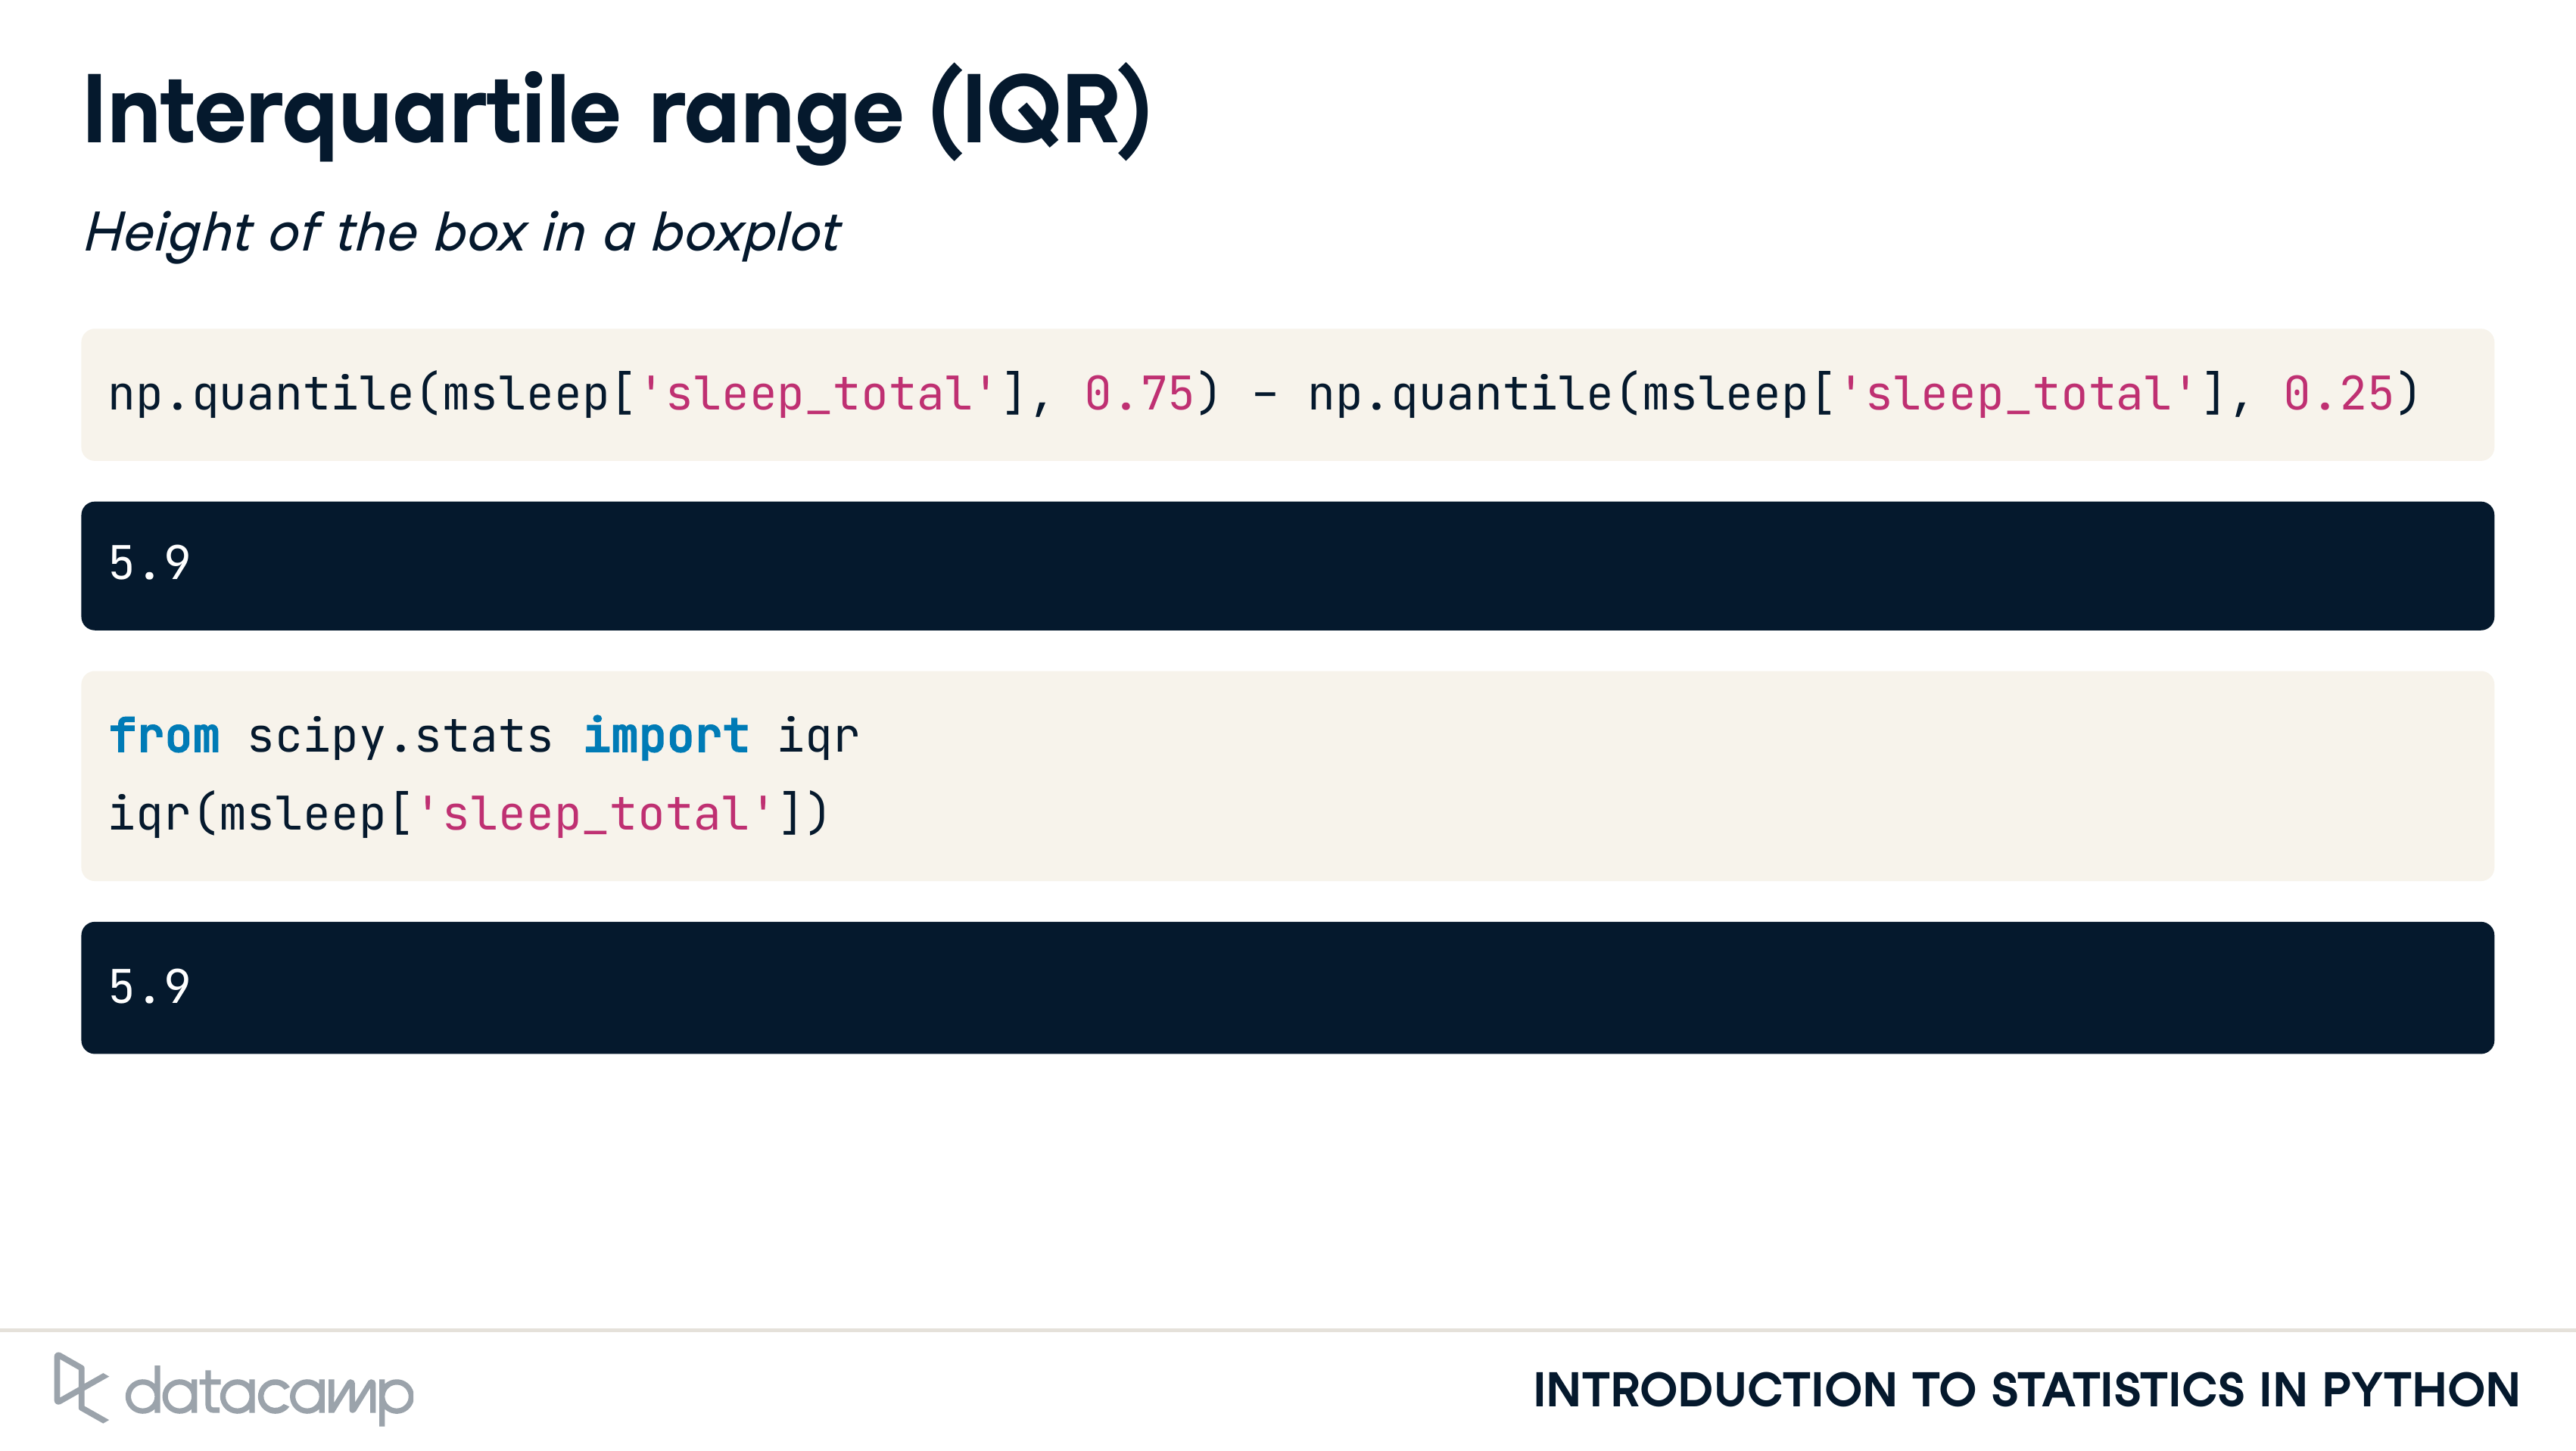 Interquartile range (IQR)
Height of the box in a boxplot
np.quantile(msleep['sleep_total'], 0.75) - np.quantile(msleep['sleep_total'], 0.25)
5.9
from scipy.stats import iqr
iqr(msleep['sleep_total'])
5.9
datacamp
INTRODUCTION TO STATISTICS IN PYTHON